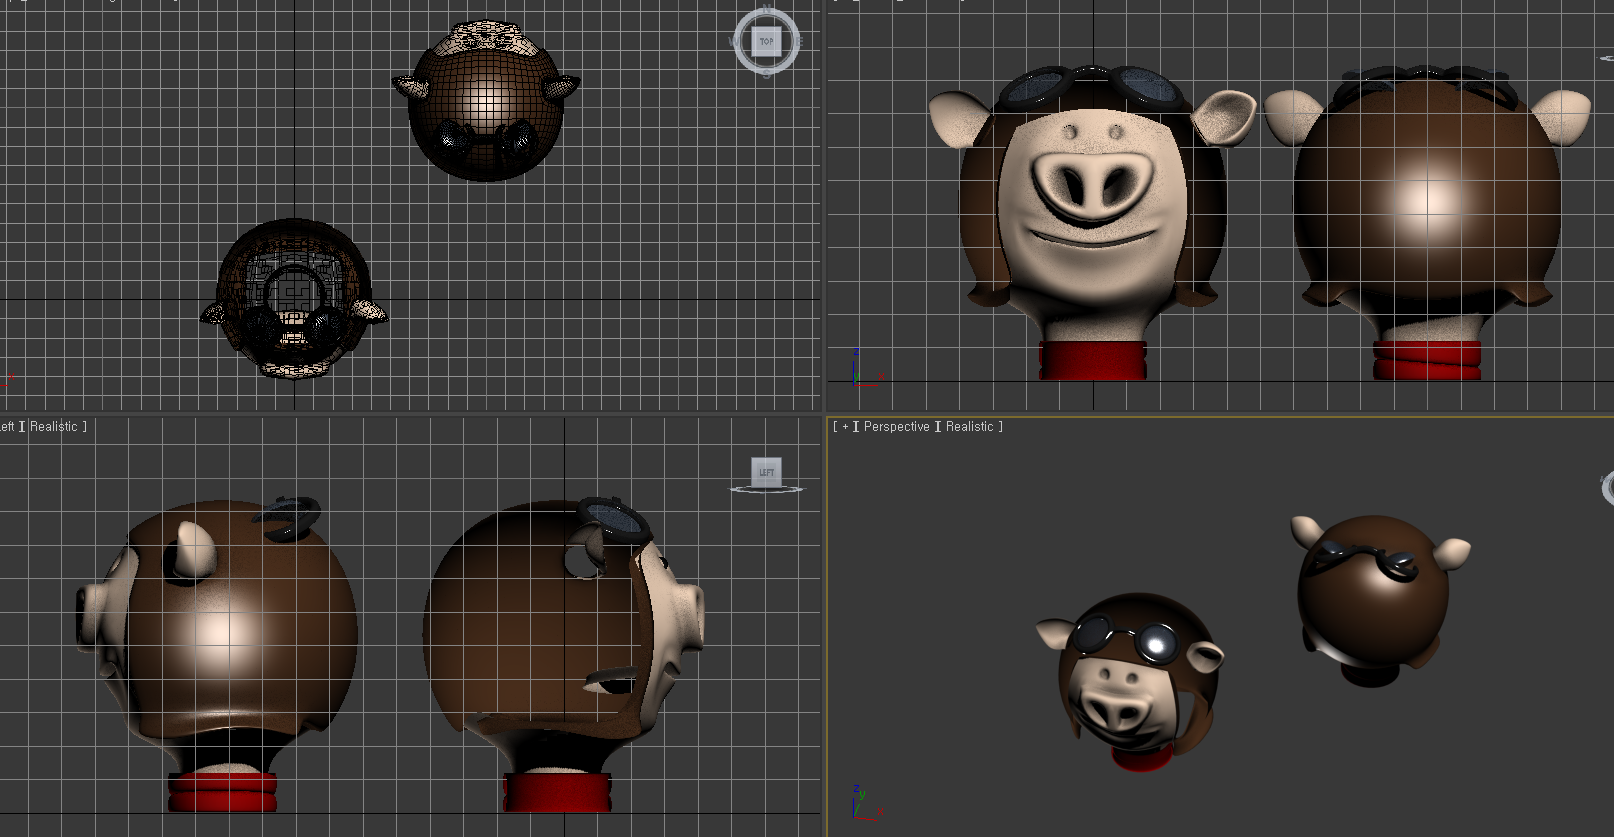 N
TOP
S
z
y
eft ] [ Realistic ]
LEFT
[ + ] [ Perspective ] [ Realistic ]
z
y
x